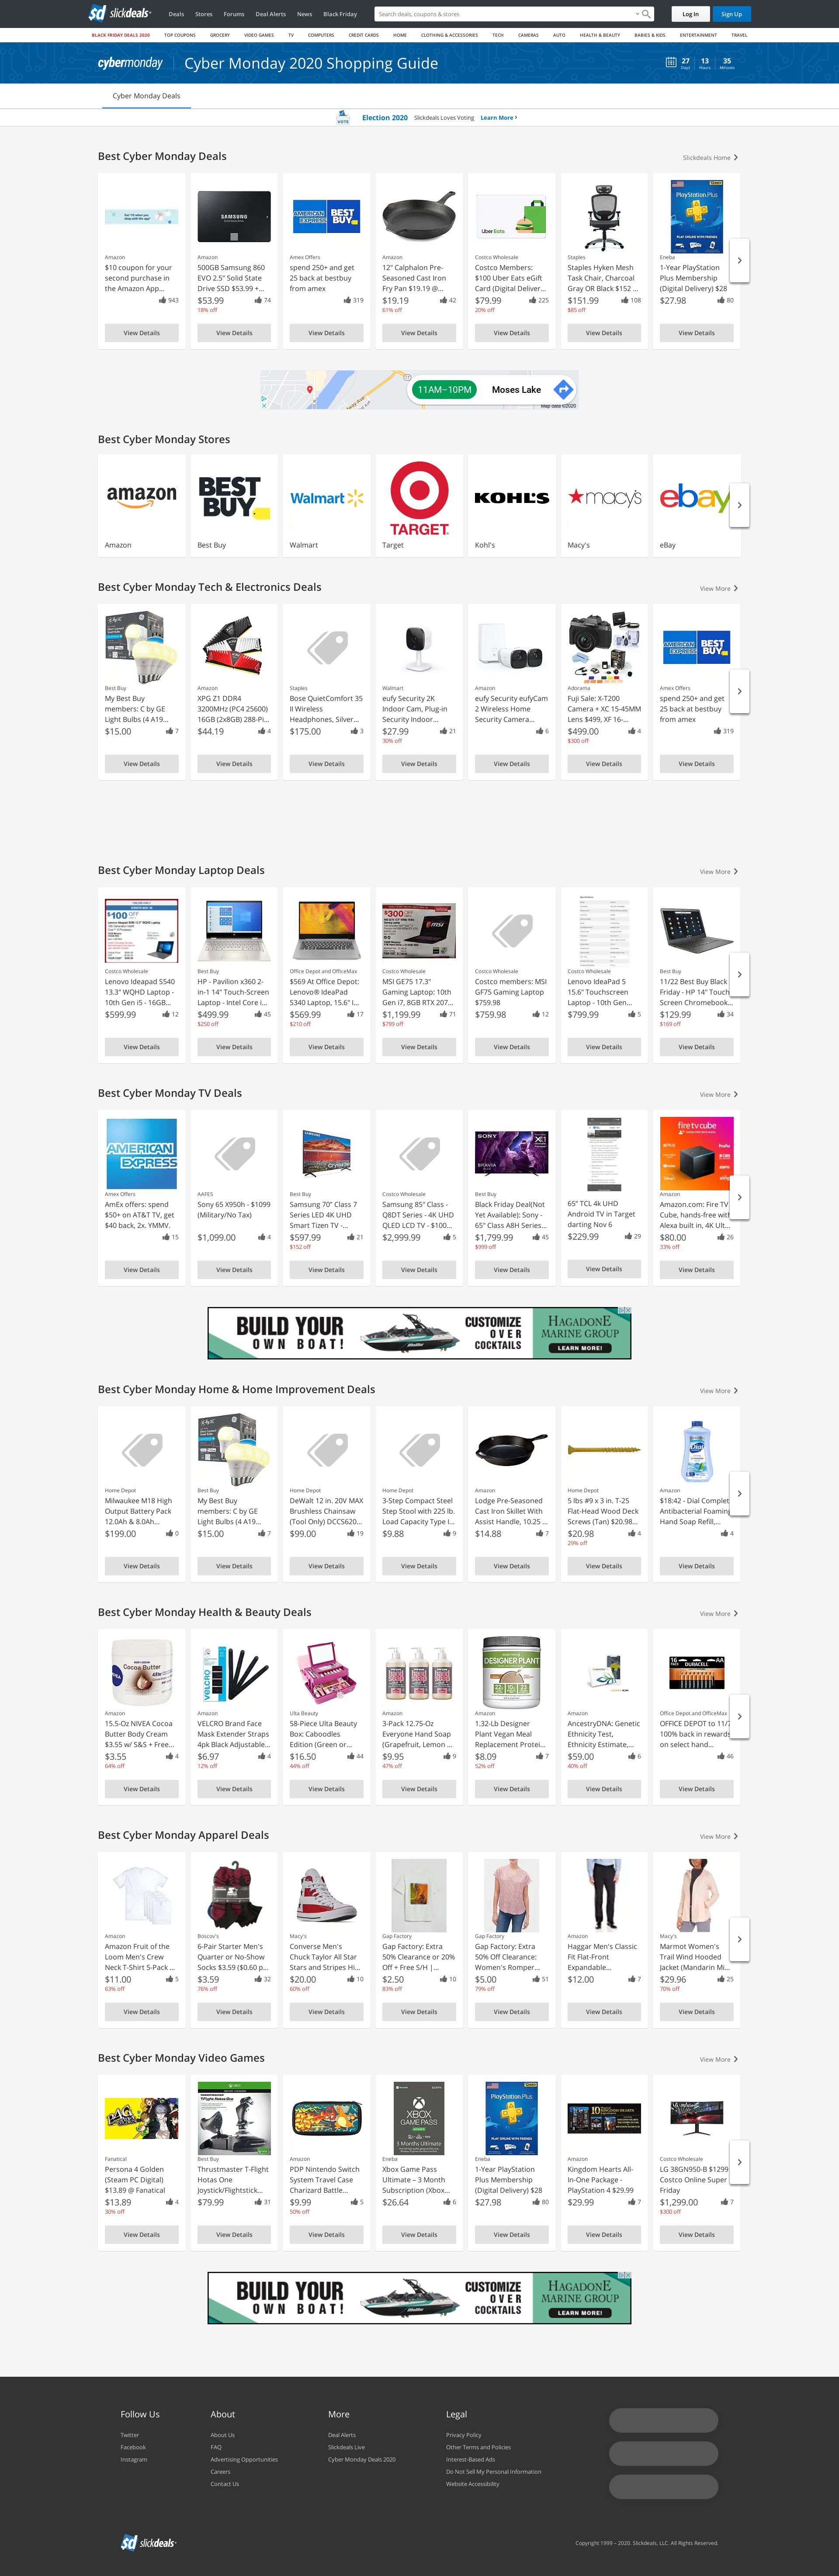 slickdeals
Deals Stores Forums Deal Alerts News Black Friday
Search deals, coupons & stores
Log In Sign Up
BLACK FRIDAY DEALS 2020 TOP COUPONS GROCERY VIDEO GAMES TV COMPUTERS CREDIT CARDS HOME CLOTHING & ACCESSORIES TECH CAMERAS AUTO HEALTH & BEAUTY BABIES & KIDS ENTERTAINMENT TRAVEL
cybermonday Cyber Monday 2020 Shopping Guide
27 13 35
Days Hours Minutes
Cyber Monday Deals
VOTE Election 2020 Slickdeals Loves Voting Learn More
Best Cyber Monday Deals
Slickdeals Home
Amazon
$10 coupon for your
second purchase in
the Amazon App...
943
View Details
SAMSUNG
Amazon
500GB Samsung 860
EVO 2.5" Solid State
Drive SSD $53.99 +...
$53.99 74
18% off
View Details
AMERICAN EXPRESS BEST BUY
Amex Offers
spend 250+ and get
25 back at bestbuy
from amex
319
View Details
Amazon
12" Calphalon Pre-
Seasoned Cast Iron
Fry Pan $19.19 @...
$19.19 42
61% off
View Details
Uber Eats
Costco Wholesale
Costco Members:
$100 Uber Eats eGift
Card (Digital Deliver...
$79.99 225
20% off
View Details
Staples
Staples Hyken Mesh
Task Chair, Charcoal
Gray OR Black $152 ...
$151.99 108
$85 off
View Details
PlayStation Plus
Eneba
1-Year PlayStation
Plus Membership
(Digital Delivery) $28
$27.98 80
View Details
11AM–10PM Moses Lake
Map data ©2020
Best Cyber Monday Stores
amazon
Amazon
BEST BUY
Best Buy
Walmart
Walmart
TARGET
Target
KOHL'S
Kohl's
macy's
Macy's
ebay
eBay
Best Cyber Monday Tech & Electronics Deals
View More
Best Buy
My Best Buy
members: C by GE
Light Bulbs (4 A19...
$15.00 7
View Details
Amazon
XPG Z1 DDR4
3200MHz (PC4 25600)
16GB (2x8GB) 288-Pi...
$44.19 4
View Details
Staples
Bose QuietComfort 35
II Wireless
Headphones, Silver...
$175.00 3
View Details
Walmart
eufy Security 2K
Indoor Cam, Plug-in
Security Indoor...
$27.99 21
30% off
View Details
Amazon
eufy Security eufyCam
2 Wireless Home
Security Camera...
6
View Details
Adorama
Fuji Sale: X-T200
Camera + XC 15-45MM
Lens $499, XF 16-...
$499.00 4
$300 off
View Details
AMERICAN EXPRESS BEST BUY
Amex Offers
spend 250+ and get
25 back at bestbuy
from amex
319
View Details
Best Cyber Monday Laptop Deals
View More
$100 OFF
Costco Wholesale
Lenovo Ideapad S540
13.3" WQHD Laptop -
10th Gen i5 - 16GB...
$599.99 12
View Details
Best Buy
HP - Pavilion x360 2-
in-1 14" Touch-Screen
Laptop - Intel Core i...
$499.99 45
$250 off
View Details
Office Depot and OfficeMax
$569 At Office Depot:
Lenovo® IdeaPad
S340 Laptop, 15.6" I...
$569.99 17
$210 off
View Details
$300 17.3"
Costco Wholesale
MSI GE75 17.3"
Gaming Laptop: 10th
Gen i7, 8GB RTX 207...
$1,199.99 71
$799 off
View Details
Costco Wholesale
Costco members: MSI
GF75 Gaming Laptop
$759.98
$759.98 12
View Details
Costco Wholesale
Lenovo IdeaPad 5
15.6" Touchscreen
Laptop - 10th Gen...
$799.99 5
View Details
Best Buy
11/22 Best Buy Black
Friday - HP 14" Touch
Screen Chromebook...
$129.99 34
$169 off
View Details
Best Cyber Monday TV Deals
View More
AMERICAN EXPRESS
Amex Offers
AmEx offers: spend
$50+ on AT&T TV, get
$40 back, 2x. YMMV.
15
View Details
AAFES
Sony 65 X950h - $1099
(Military/No Tax)
$1,099.00 4
View Details
SAMSUNG Crystal
Best Buy
Samsung 70" Class 7
Series LED 4K UHD
Smart Tizen TV -...
$597.99 21
$152 off
View Details
Costco Wholesale
Samsung 85" Class -
Q8DT Series - 4K UHD
QLED LCD TV - $100...
$2,999.99 5
View Details
SONY X1 BRAVIA
Best Buy
Black Friday Deal(Not
Yet Available): Sony -
65" Class A8H Series...
$1,799.99 45
$999 off
View Details
65" TCL 4k UHD
Android TV in Target
darting Nov 6
$229.99 29
View Details
fire tv cube
Amazon
Amazon.com: Fire TV
Cube, hands-free with
Alexa built in, 4K Ult...
$80.00 26
33% off
View Details
BUILD YOUR OWN BOAT! CUSTOMIZE OVER COCKTAILS HAGADONE MARINE GROUP LEARN MORE!
Best Cyber Monday Home & Home Improvement Deals
View More
Home Depot
Milwaukee M18 High
Output Battery Pack
12.0Ah & 8.0Ah...
$199.00 0
View Details
Best Buy
My Best Buy
members: C by GE
Light Bulbs (4 A19...
$15.00 7
View Details
Home Depot
DeWalt 12 in. 20V MAX
Brushless Chainsaw
(Tool Only) DCCS620...
$99.00 19
View Details
Home Depot
3-Step Compact Steel
Step Stool with 225 lb.
Load Capacity Type I...
$9.88 9
View Details
Amazon
Lodge Pre-Seasoned
Cast Iron Skillet With
Assist Handle, 10.25 ...
$14.88 7
View Details
Home Depot
5 lbs #9 x 3 in. T-25
Flat-Head Wood Deck
Screws (Tan) $20.98...
$20.98 4
29% off
View Details
Dial
Amazon
$18:42 - Dial Complet
Antibacterial Foaming
Hand Soap Refill,...
4
View Details
Best Cyber Monday Health & Beauty Deals
View More
Cocoa Butter
Amazon
15.5-Oz NIVEA Cocoa
Butter Body Cream
$3.55 w/ S&S + Free...
$3.55 4
64% off
View Details
VELCRO
Amazon
VELCRO Brand Face
Mask Extender Straps
4pk Black Adjustable...
$6.97 4
12% off
View Details
Ulta Beauty
58-Piece Ulta Beauty
Box: Caboodles
Edition (Green or...
$16.50 44
44% off
View Details
Amazon
3-Pack 12.75-Oz
Everyone Hand Soap
(Grapefruit, Lemon ...
$9.95 9
47% off
View Details
DESIGNER PLANT
Amazon
1.32-Lb Designer
Plant Vegan Meal
Replacement Protei...
$8.09 7
52% off
View Details
Amazon
AncestryDNA: Genetic
Ethnicity Test,
Ethnicity Estimate,...
$59.00 6
40% off
View Details
DURACELL AA
Office Depot and OfficeMax
OFFICE DEPOT to 11/7
100% back in rewards
on select hand...
46
View Details
Best Cyber Monday Apparel Deals
View More
Amazon
Amazon Fruit of the
Loom Men's Crew
Neck T-Shirt 5-Pack ...
$11.00 5
63% off
View Details
Boscov's
6-Pair Starter Men's
Quarter or No-Show
Socks $3.59 ($0.60 p...
$3.59 32
76% off
View Details
Macy's
Converse Men's
Chuck Taylor All Star
Stars and Stripes Hi...
$20.00 10
60% off
View Details
Gap Factory
Gap Factory: Extra
50% Clearance or 20%
Off + Free S/H |...
$2.50 10
83% off
View Details
Gap Factory
Gap Factory: Extra
50% Off Clearance:
Women's Romper...
$5.00 51
79% off
View Details
Amazon
Haggar Men's Classic
Fit Flat-Front
Expandable...
$12.00 7
View Details
Macy's
Marmot Women's
Trail Wind Hooded
Jacket (Mandarin Mi...
$29.96 25
70% off
View Details
Best Cyber Monday Video Games
View More
P4G
Fanatical
Persona 4 Golden
(Steam PC Digital)
$13.89 @ Fanatical
$13.89 4
30% off
View Details
Best Buy
Thrustmaster T-Flight
Hotas One
Joystick/Flightstick...
$79.99 31
View Details
Amazon
PDP Nintendo Switch
System Travel Case
Charizard Battle...
$9.99 5
50% off
View Details
XBOX GAME PASS
3 Months Ultimate
Eneba
Xbox Game Pass
Ultimate – 3 Month
Subscription (Xbox...
$26.64 6
View Details
PlayStation Plus
Eneba
1-Year PlayStation
Plus Membership
(Digital Delivery) $28
$27.98 80
View Details
Amazon
Kingdom Hearts All-
In-One Package -
PlayStation 4 $29.99
$29.99 7
View Details
Costco Wholesale
LG 38GN950-B $1299
Costco Online Super
Friday
$1,299.00 7
$300 off
View Details
BUILD YOUR OWN BOAT! CUSTOMIZE OVER COCKTAILS HAGADONE MARINE GROUP LEARN MORE!
Follow Us
Twitter
Facebook
Instagram
About
About Us
FAQ
Advertising Opportunities
Careers
Contact Us
More
Deal Alerts
Slickdeals Live
Cyber Monday Deals 2020
Legal
Privacy Policy
Other Terms and Policies
Interest-Based Ads
Do Not Sell My Personal Information
Website Accessibility
slickdeals
Copyright 1999 – 2020. Slickdeals, LLC. All Rights Reserved.